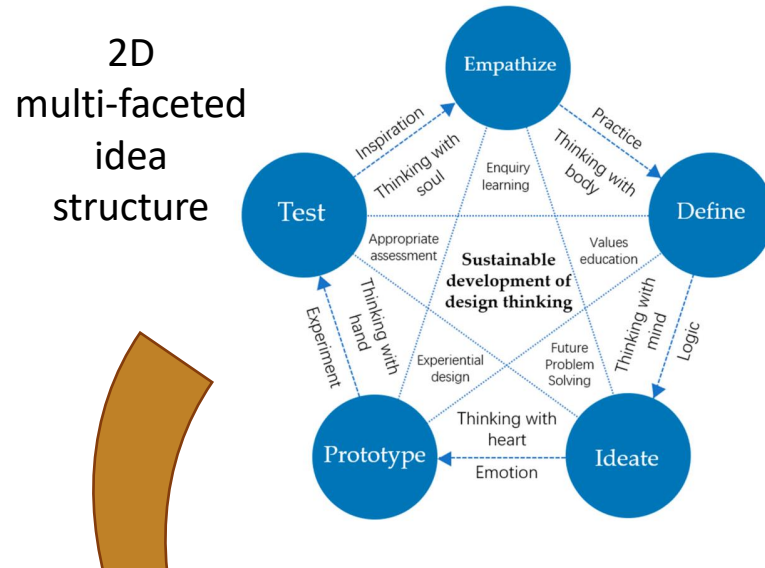 2D
multi-faceted
idea
structure
Empathize
Inspiration
Thinking with
soul
Practice
Thinking with
body
Enquiry
learning
Test
Define
Appropriate
assessment
Values
education
Sustainable
development of
design thinking
Experiment
Thinking with
hand
Thinking with
mind
Logic
Experiential
design
Future
Problem
Solving
Prototype
Thinking with
heart
Emotion
Ideate